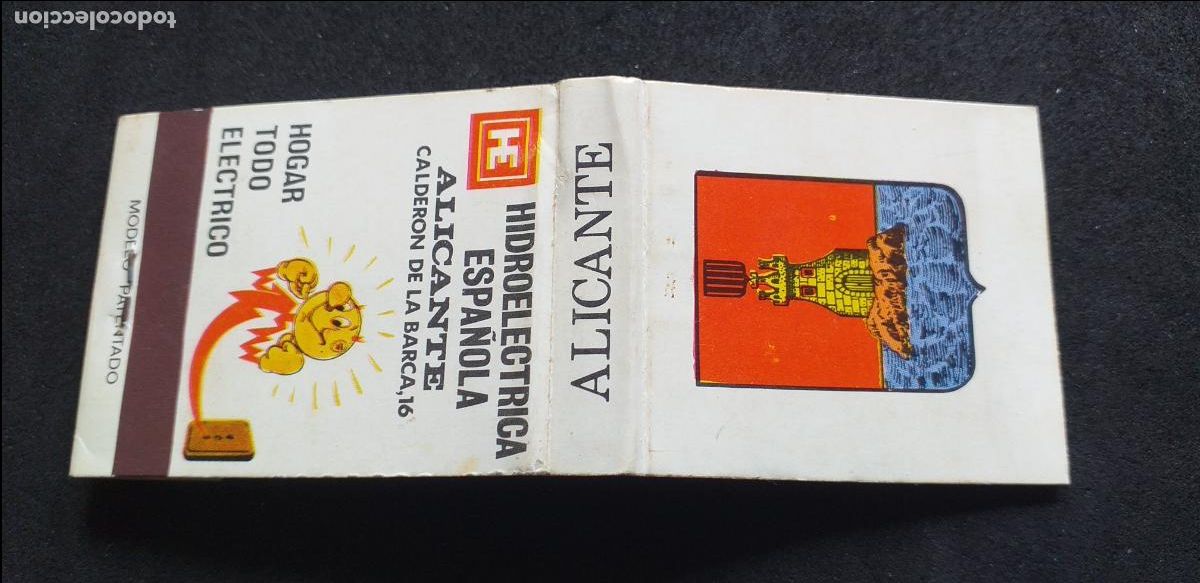 HE
HIDROELECTRICA
ESPAÑOLA
ALICANTE
CALDERON DE LA BARCA,16
HOGAR
TODO
ELECTRICO
MODELO PATENTADO
ALICANTE
todocoleccion